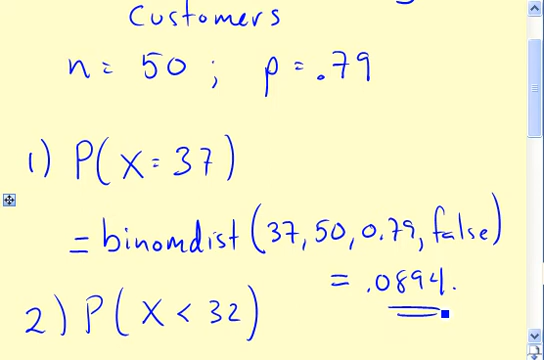 Customers
n = 50 ; p = .79
1) P(X = 37)
= binomdist (37, 50, 0.79, false)
= .0894.
2) P(X < 32)